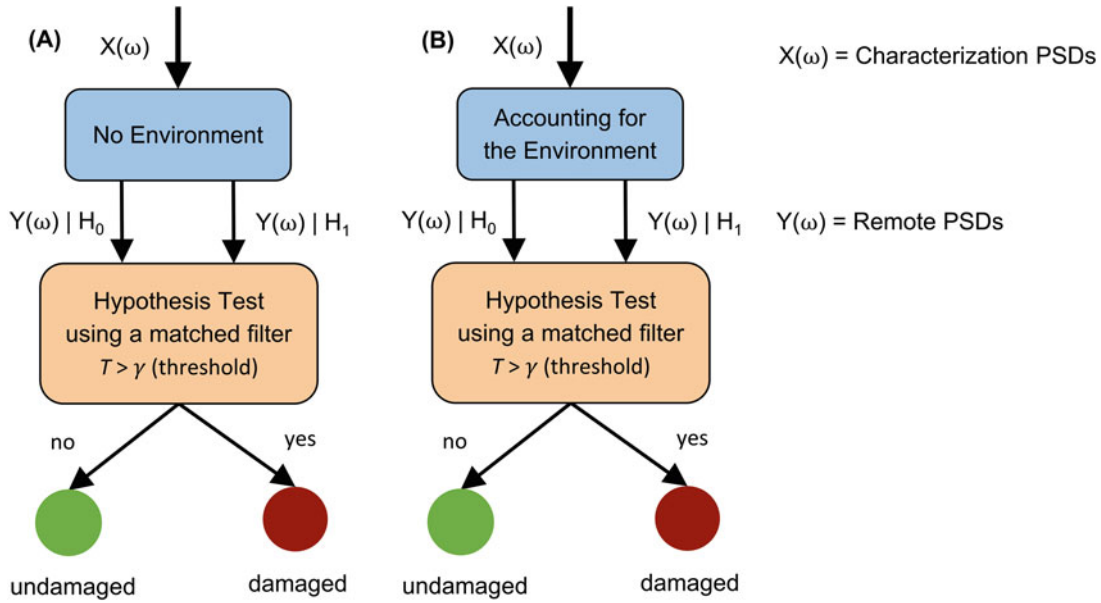 (A)
X(ω)
No Environment
Y(ω) | H₀
Y(ω) | H₁
Hypothesis Test
using a matched filter
T > γ (threshold)
no
yes
undamaged
damaged
(B)
X(ω)
Accounting for
the Environment
Y(ω) | H₀
Y(ω) | H₁
Hypothesis Test
using a matched filter
T > γ (threshold)
no
yes
undamaged
damaged
X(ω) = Characterization PSDs
Y(ω) = Remote PSDs